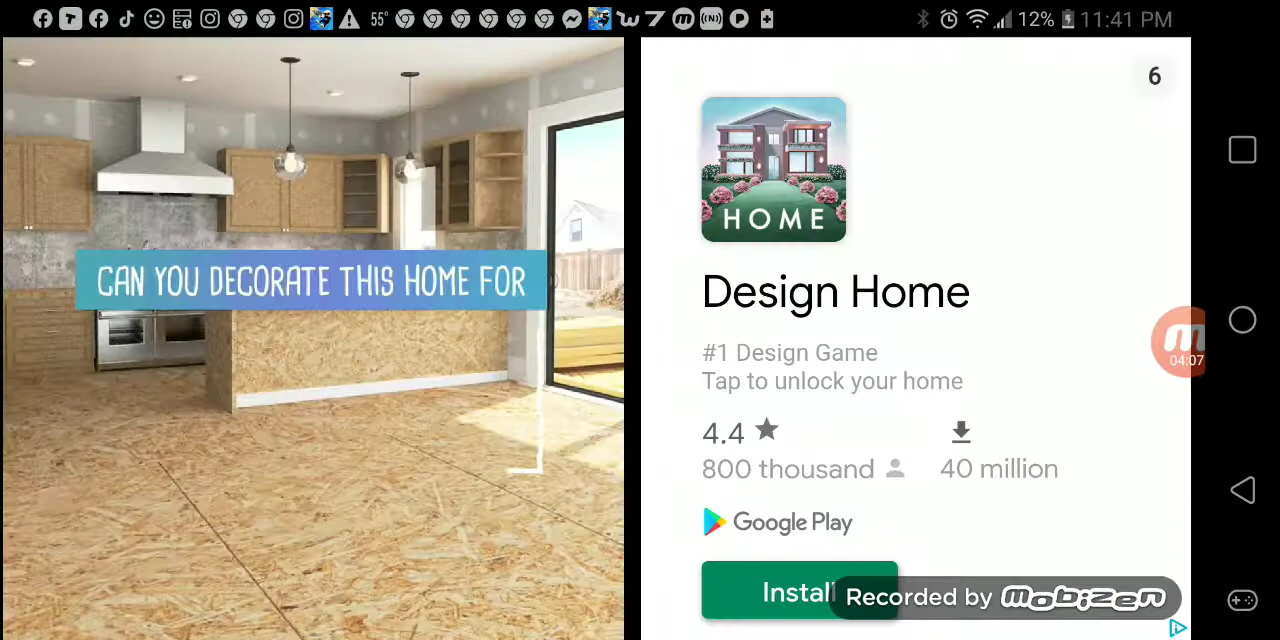 55°
12%
11:41 PM
CAN YOU DECORATE THIS HOME FOR
6
HOME
Design Home
#1 Design Game
Tap to unlock your home
4.4
800 thousand
40 million
Google Play
Install
04:07
Recorded by mobizen